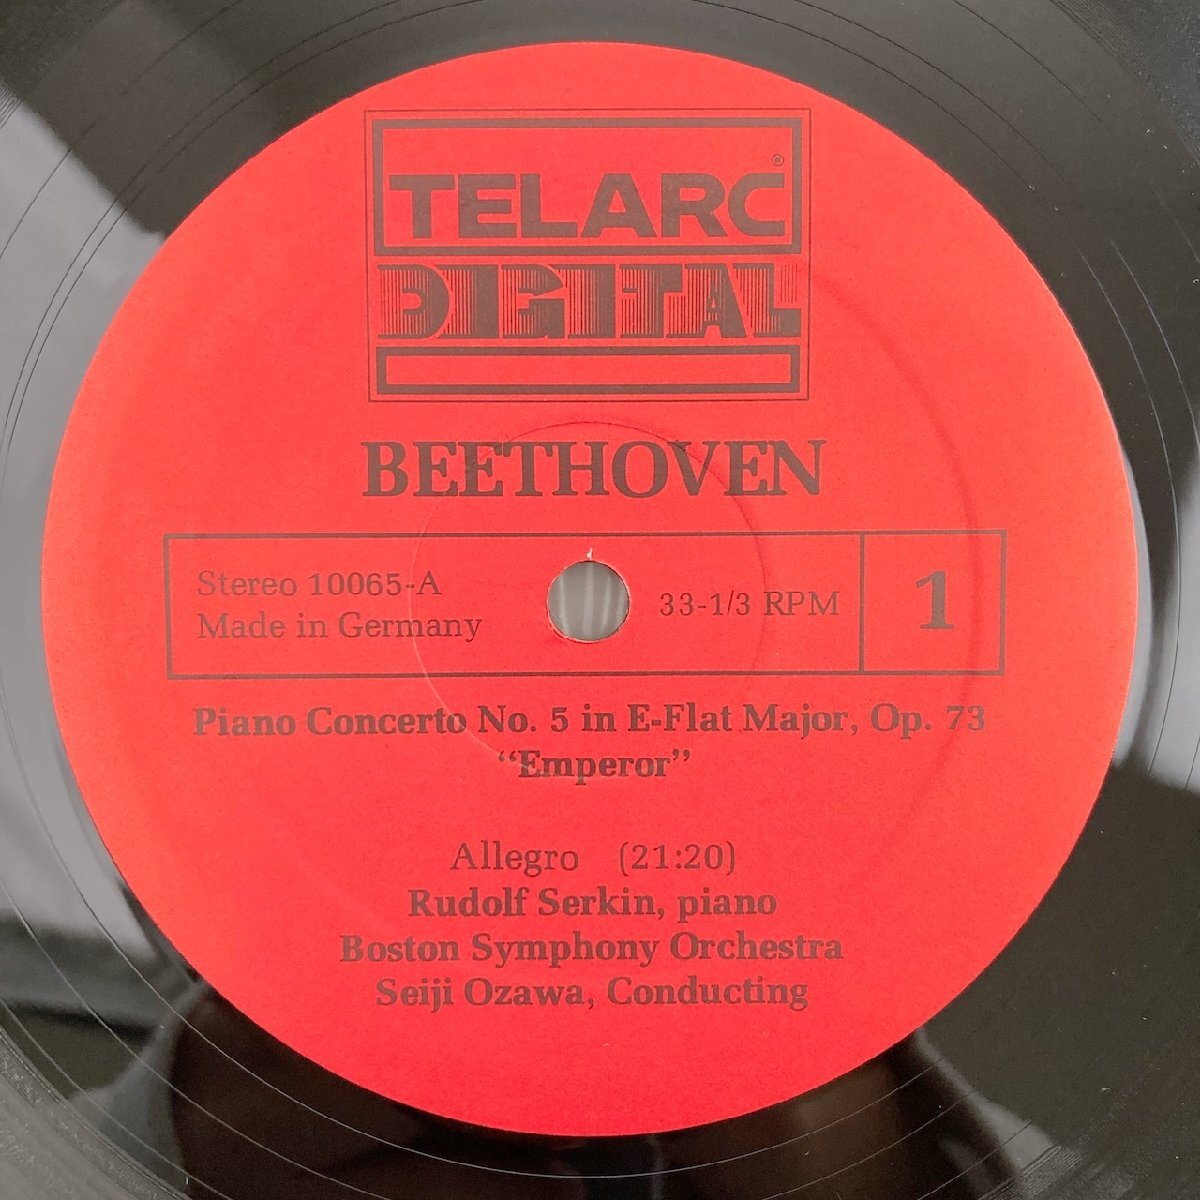 TELARC®
DIGITAL
BEETHOVEN
Stereo 10065-A
Made in Germany
33-1/3 RPM
1
Piano Concerto No. 5 in E-Flat Major, Op. 73
“Emperor”
Allegro (21:20)
Rudolf Serkin, piano
Boston Symphony Orchestra
Seiji Ozawa, Conducting